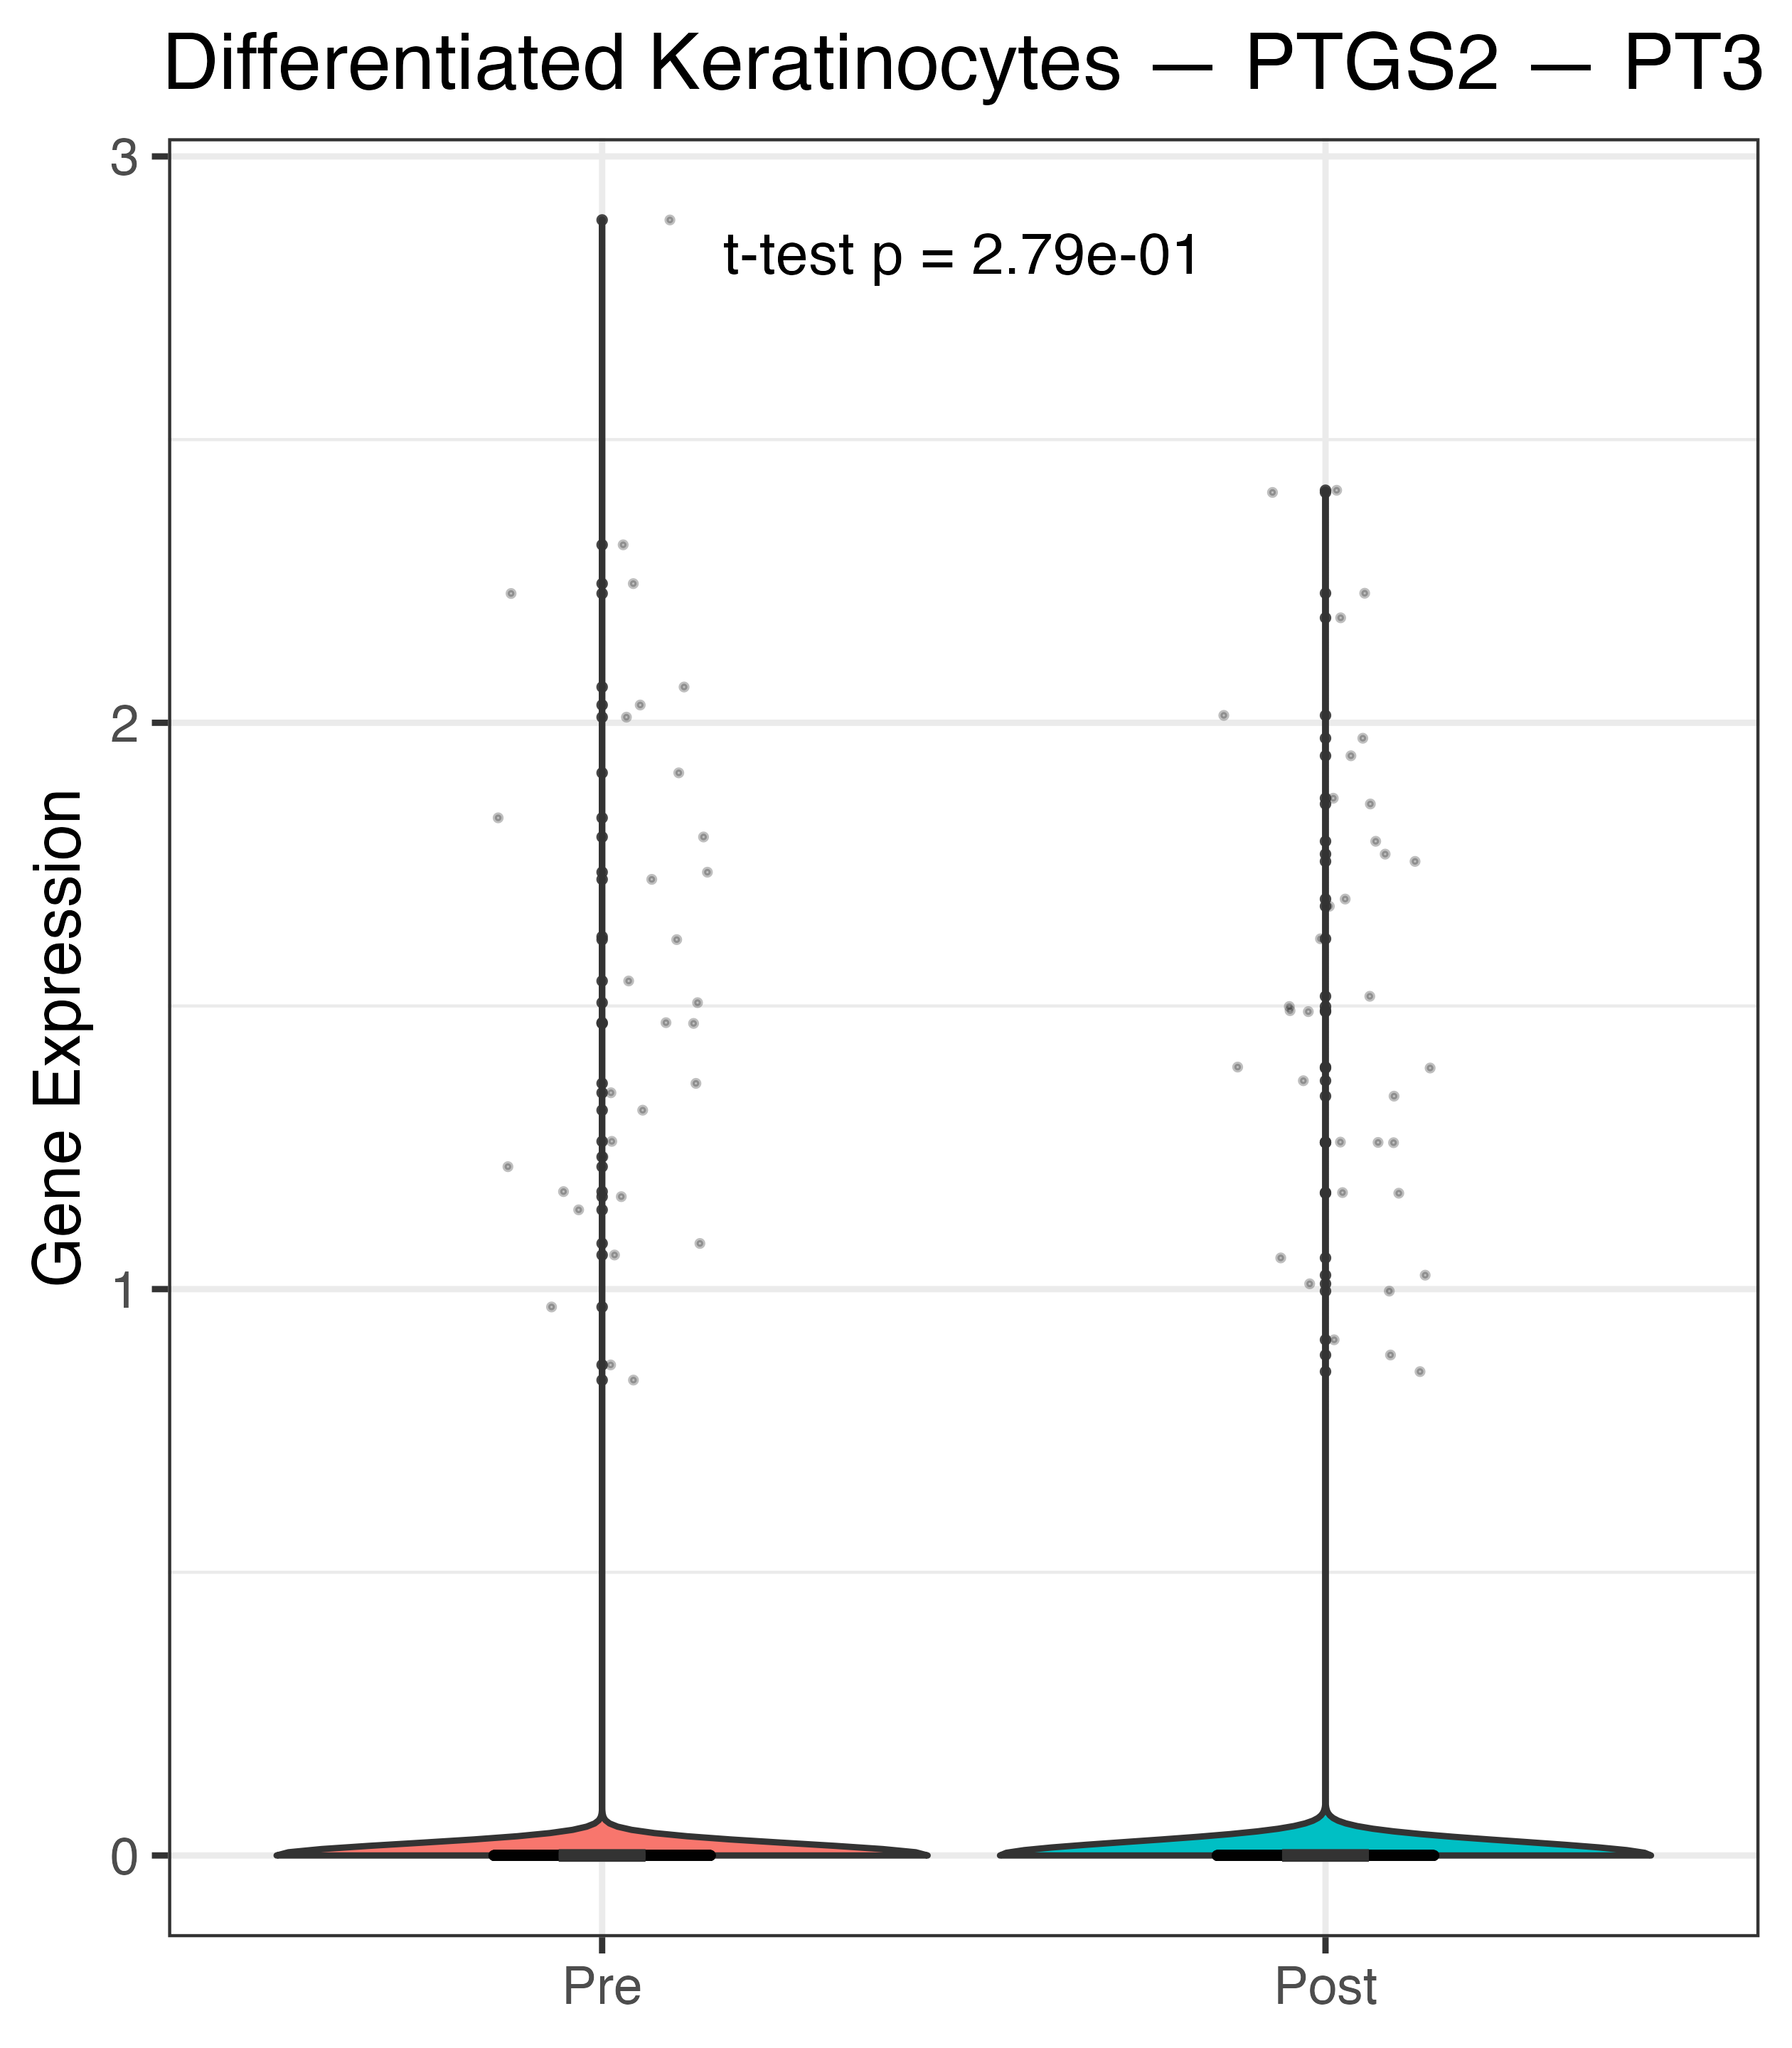 Differentiated Keratinocytes — PTGS2 — PT3
t-test p = 2.79e-01
Gene Expression
3
2
1
0
Pre
Post